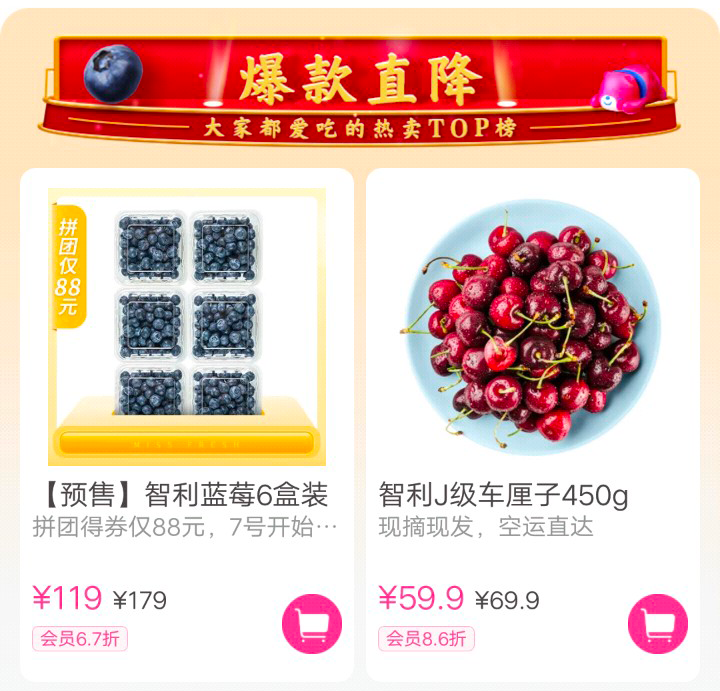 爆款直降
大家都爱吃的热卖TOP榜
拼团仅88元
【预售】智利蓝莓6盒装
拼团得券仅88元，7号开始…
¥119 ¥179
会员6.7折
智利J级车厘子450g
现摘现发，空运直达
¥59.9 ¥69.9
会员8.6折